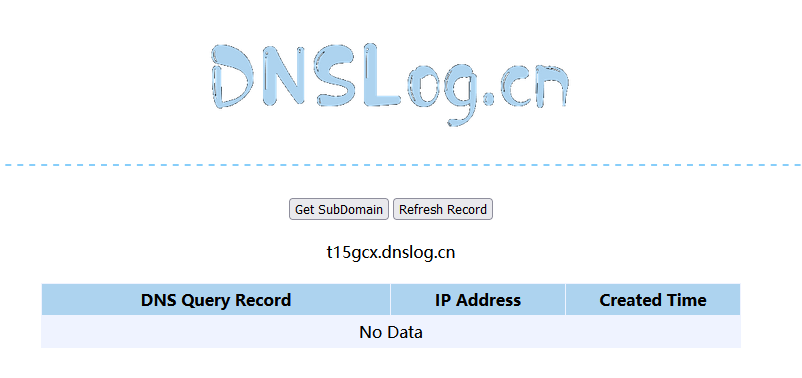 DNSLog.cn
Get SubDomain Refresh Record
t15gcx.dnslog.cn
DNS Query Record IP Address Created Time
No Data